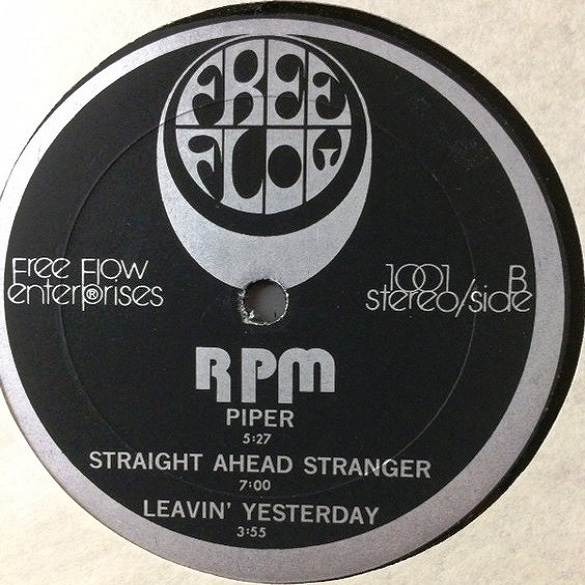 FREE
FLOW
Free Flow
enterprises
®
1001 B
stereo/side
RPM
PIPER
5:27
STRAIGHT AHEAD STRANGER
7:00
LEAVIN' YESTERDAY
3:55